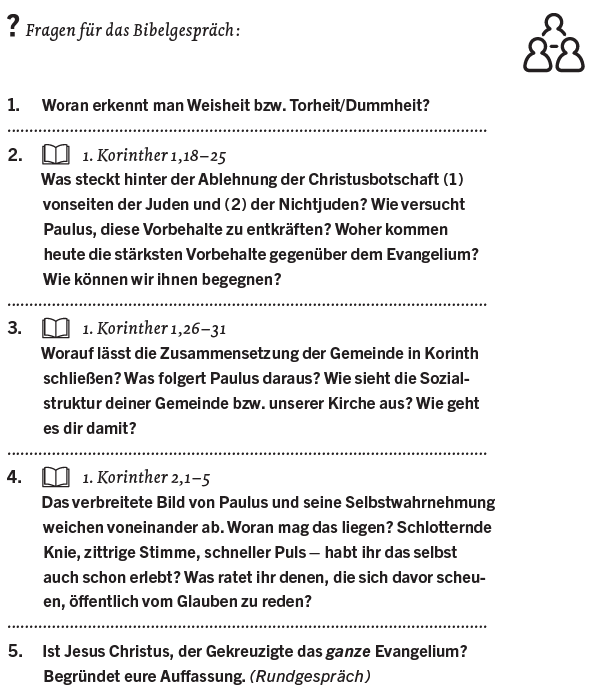 ? Fragen für das Bibelgespräch:
1. Woran erkennt man Weisheit bzw. Torheit/Dummheit?
2. 1. Korinther 1,18–25
Was steckt hinter der Ablehnung der Christusbotschaft (1)
vonseiten der Juden und (2) der Nichtjuden? Wie versucht
Paulus, diese Vorbehalte zu entkräften? Woher kommen
heute die stärksten Vorbehalte gegenüber dem Evangelium?
Wie können wir ihnen begegnen?
3. 1. Korinther 1,26–31
Worauf lässt die Zusammensetzung der Gemeinde in Korinth
schließen? Was folgert Paulus daraus? Wie sieht die Sozial-
struktur deiner Gemeinde bzw. unserer Kirche aus? Wie geht
es dir damit?
4. 1. Korinther 2,1–5
Das verbreitete Bild von Paulus und seine Selbstwahrnehmung
weichen voneinander ab. Woran mag das liegen? Schlotternde
Knie, zittrige Stimme, schneller Puls – habt ihr das selbst
auch schon erlebt? Was ratet ihr denen, die sich davor scheu-
en, öffentlich vom Glauben zu reden?
5. Ist Jesus Christus, der Gekreuzigte das ganze Evangelium?
Begründet eure Auffassung. (Rundgespräch)